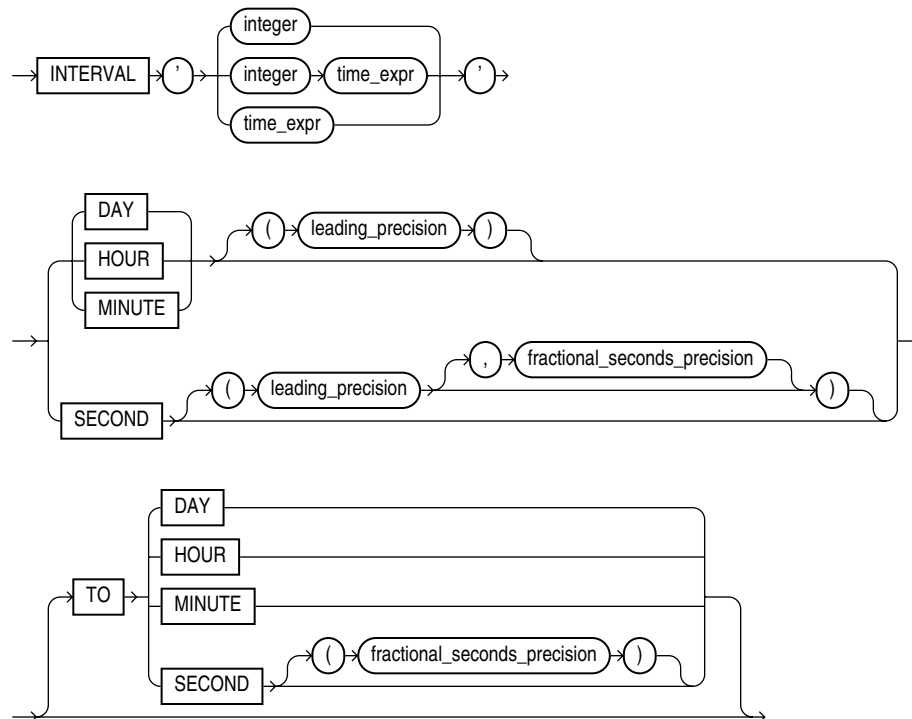 integer
INTERVAL ' integer time_expr '
time_expr
DAY
( leading_precision )
HOUR
MINUTE
, fractional_seconds_precision
( leading_precision )
SECOND
DAY
HOUR
TO
MINUTE
( fractional_seconds_precision )
SECOND